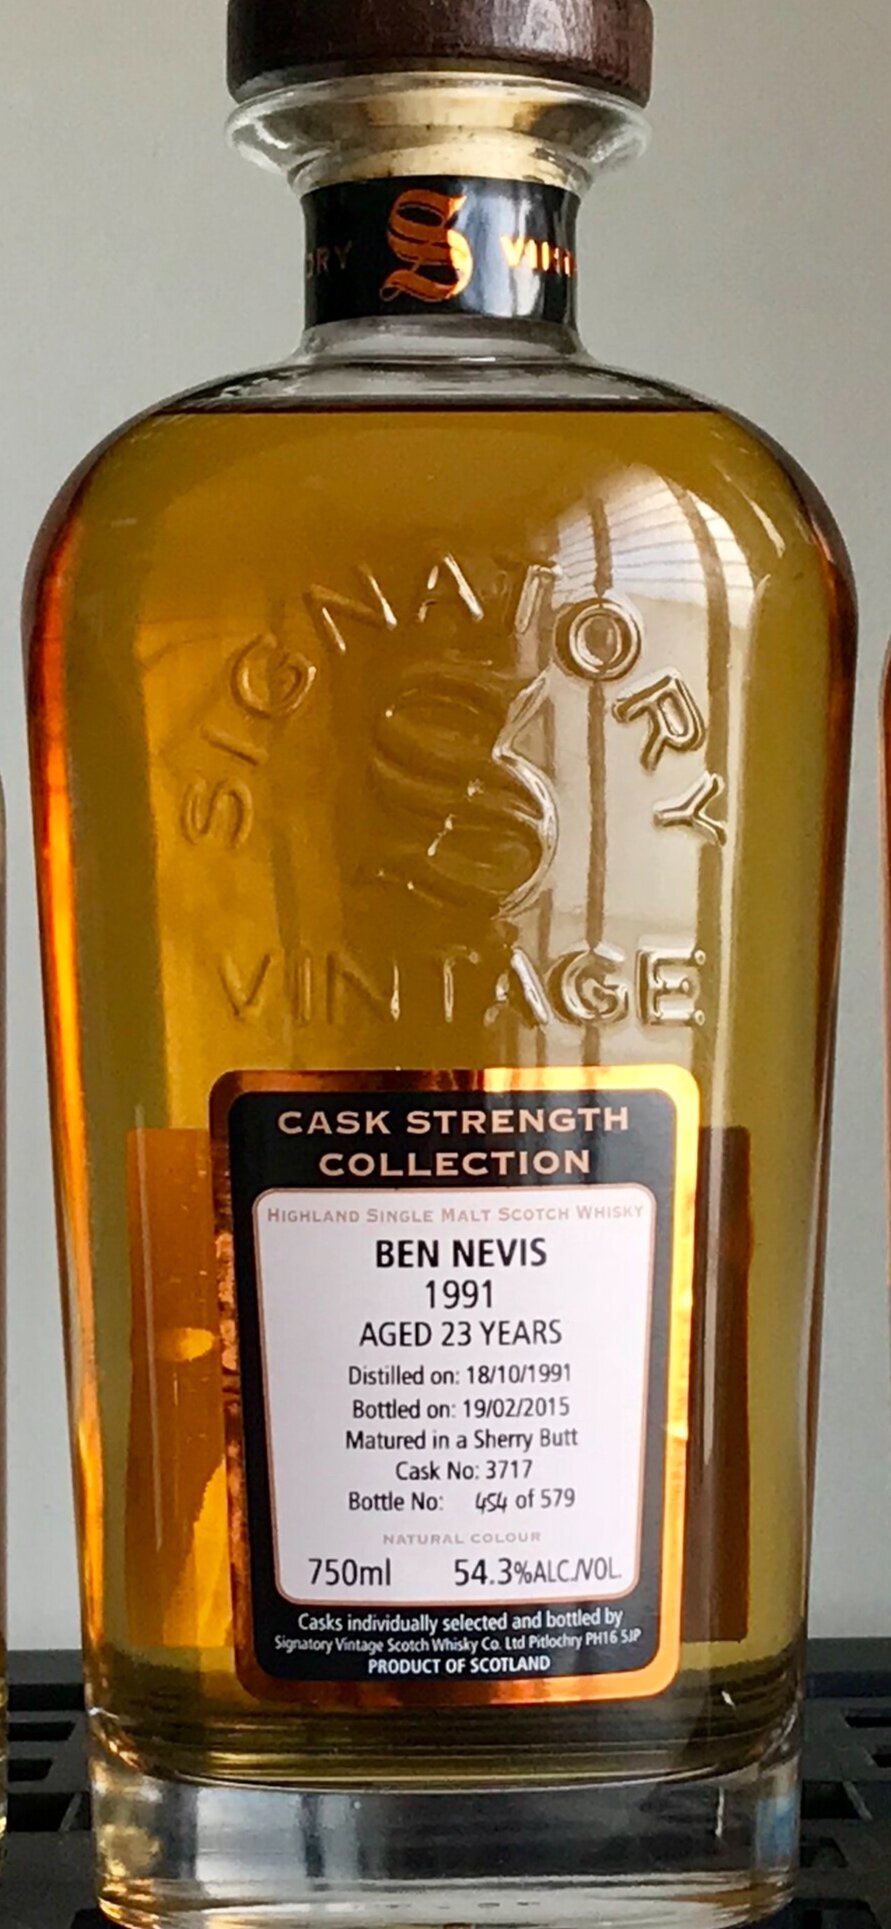 ORY S VINTA
SIGNATORY
S
VINTAGE
CASK STRENGTH
COLLECTION
HIGHLAND SINGLE MALT SCOTCH WHISKY
BEN NEVIS
1991
AGED 23 YEARS
Distilled on: 18/10/1991
Bottled on: 19/02/2015
Matured in a Sherry Butt
Cask No: 3717
Bottle No: 454 of 579
NATURAL COLOUR
750ml 54.3%ALC./VOL.
Casks individually selected and bottled by
Signatory Vintage Scotch Whisky Co. Ltd Pitlochry PH16 5JP
PRODUCT OF SCOTLAND